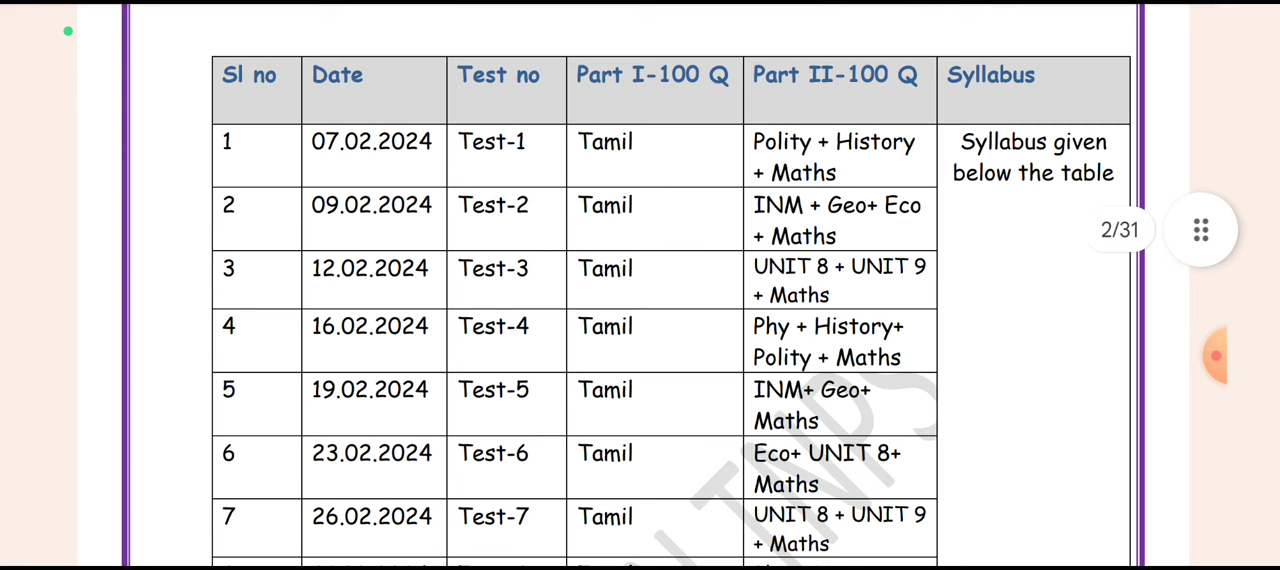 Sl no Date Test no Part I-100 Q Part II-100 Q Syllabus
1 07.02.2024 Test-1 Tamil Polity + History Syllabus given
+ Maths below the table
2 09.02.2024 Test-2 Tamil INM + Geo+ Eco
+ Maths
2/31
3 12.02.2024 Test-3 Tamil UNIT 8 + UNIT 9
+ Maths
4 16.02.2024 Test-4 Tamil Phy + History+
Polity + Maths
5 19.02.2024 Test-5 Tamil INM+ Geo+
Maths
6 23.02.2024 Test-6 Tamil Eco+ UNIT 8+
Maths
7 26.02.2024 Test-7 Tamil UNIT 8 + UNIT 9
+ Maths